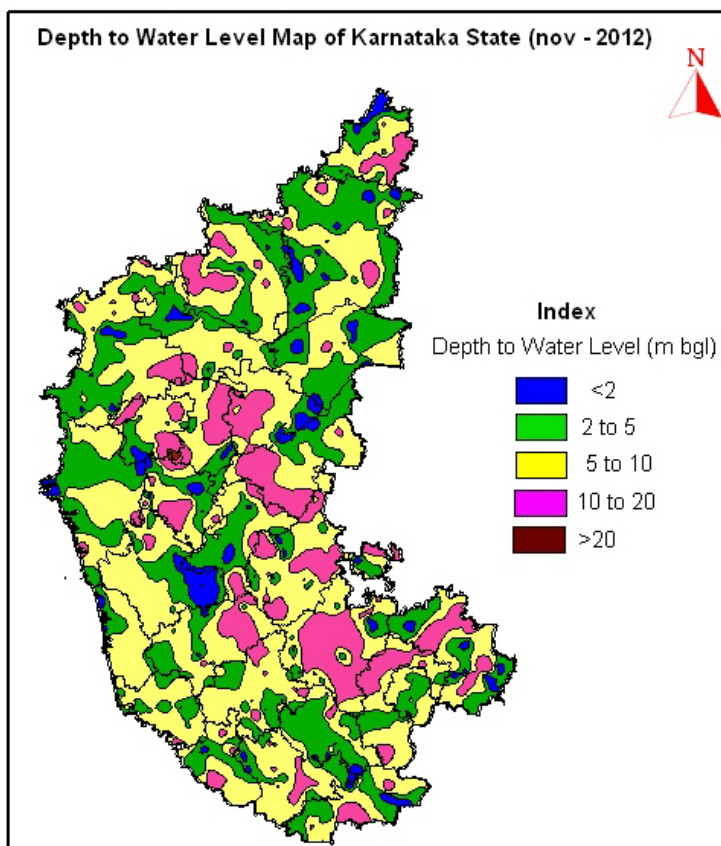 Depth to Water Level Map of Karnataka State (nov - 2012)
N
Index
Depth to Water Level (m bgl)
<2
2 to 5
5 to 10
10 to 20
>20